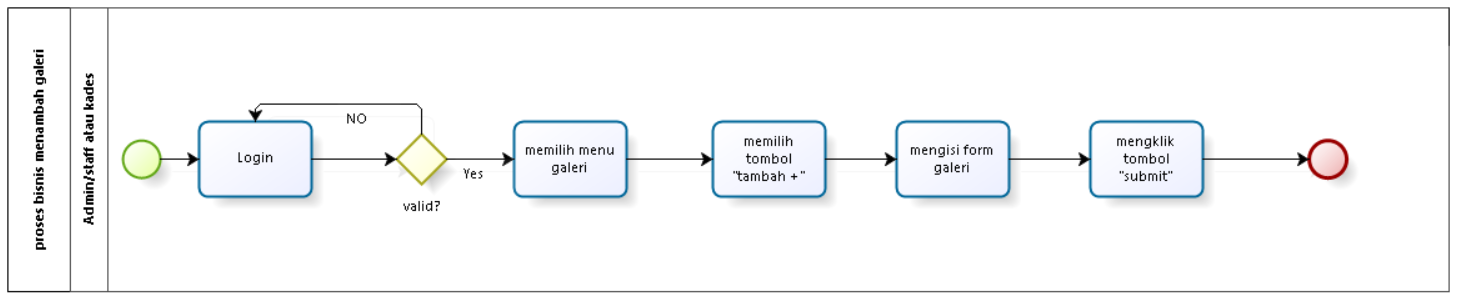 proses bisnis menambah galeri
Admin/staff atau kades
Login
NO
valid?
Yes
memilih menu
galeri
memilih
tombol
"tambah +"
mengisi form
galeri
mengklik
tombol
"submit"